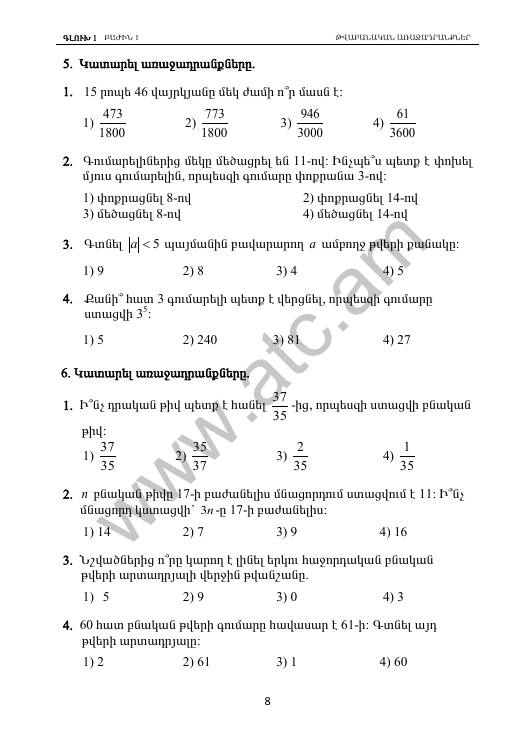 ԳԼՈՒԽ 1 ԲԱԺԻՆ 1 ԹՎԱԲԱՆԱԿԱՆ ԱՌԱՋԱԴՐԱՆՔՆԵՐ
5. Կատարել առաջադրանքները.
1. 15 րոպե 46 վայրկյանը մեկ ժամի ո՞ր մասն է:
1) 473/1800 2) 773/1800 3) 946/3000 4) 61/3600
2. Գումարելիներից մեկը մեծացրել են 11-ով: Ինչպե՞ս պետք է փոխել
մյուս գումարելին, որպեսզի գումարը փոքրանա 3-ով:
1) փոքրացնել 8-ով 2) փոքրացնել 14-ով
3) մեծացնել 8-ով 4) մեծացնել 14-ով
3. Գտնել |a| < 5 պայմանին բավարարող a ամբողջ թվերի քանակը:
1) 9 2) 8 3) 4 4) 5
4. Քանի՞ հատ 3 գումարելի պետք է վերցնել, որպեսզի գումարը
ստացվի 3⁵:
1) 5 2) 240 3) 81 4) 27
6. Կատարել առաջադրանքները.
1. Ի՞նչ դրական թիվ պետք է հանել 37/35 -ից, որպեսզի ստացվի բնական
թիվ:
1) 37/35 2) 35/37 3) 2/35 4) 1/35
2. n բնական թիվը 17-ի բաժանելիս մնացորդում ստացվում է 11: Ի՞նչ
մնացորդ կստացվի՝ 3n -ը 17-ի բաժանելիս:
1) 14 2) 7 3) 9 4) 16
3. Նշվածներից ո՞րը կարող է լինել երկու հաջորդական բնական
թվերի արտադրյալի վերջին թվանշանը.
1) 5 2) 9 3) 0 4) 3
4. 60 հատ բնական թվերի գումարը հավասար է 61-ի: Գտնել այդ
թվերի արտադրյալը:
1) 2 2) 61 3) 1 4) 60
8
www.atc.am